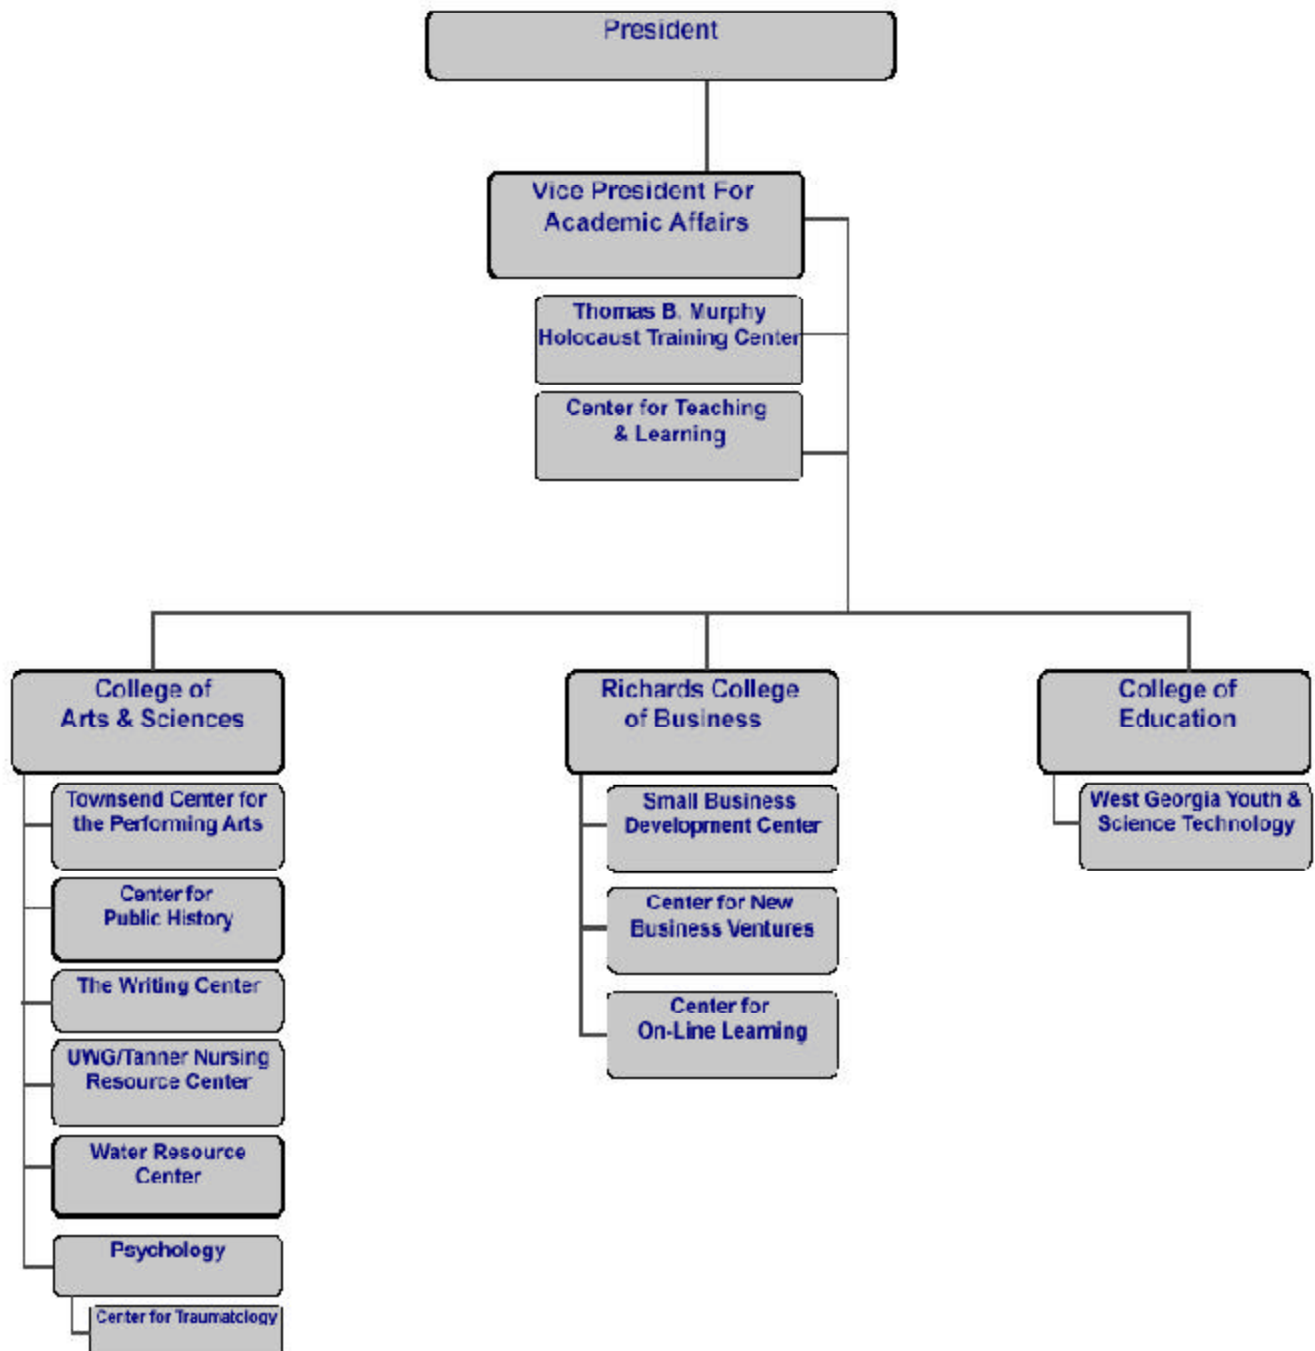 President
Vice President For
Academic Affairs
Thomas B. Murphy
Holocaust Training Center
Center for Teaching
& Learning
College of
Arts & Sciences
Townsend Center for
the Performing Arts
Center for
Public History
The Writing Center
UWG/Tanner Nursing
Resource Center
Water Resource
Center
Psychology
Center for Traumatology
Richards College
of Business
Small Business
Development Center
Center for New
Business Ventures
Center for
On-Line Learning
College of
Education
West Georgia Youth &
Science Technology